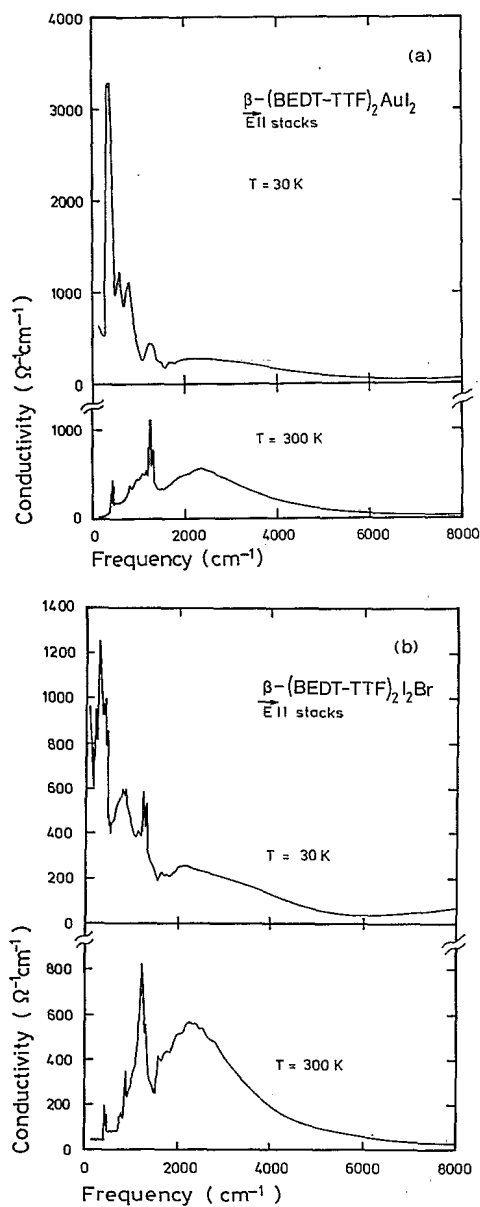 4000
(a)
β-(BEDT-TTF)₂AuI₂
E II stacks
3000
T = 30 K
2000
1000
0
Conductivity (Ω⁻¹cm⁻¹)
1000
T = 300 K
0
0 2000 4000 6000 8000
Frequency (cm⁻¹)
1400
(b)
1200
β-(BEDT-TTF)₂I₂Br
E II stacks
1000
800
600
400
T = 30 K
200
0
Conductivity (Ω⁻¹cm⁻¹)
800
600
400
T = 300 K
200
0
0 2000 4000 6000 8000
Frequency (cm⁻¹)